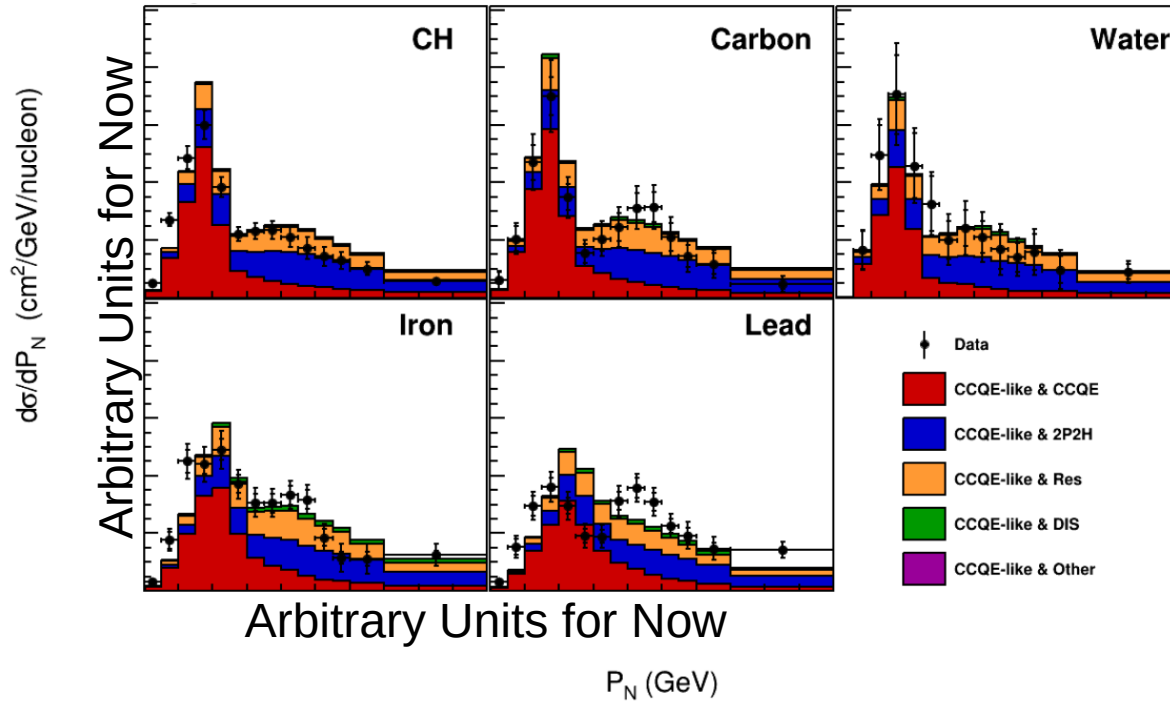 dσ/dP_N (cm²/GeV/nucleon)
Arbitrary Units for Now
CH
Carbon
Water
Iron
Lead
Data
CCQE-like & CCQE
CCQE-like & 2P2H
CCQE-like & Res
CCQE-like & DIS
CCQE-like & Other
Arbitrary Units for Now
P_N (GeV)